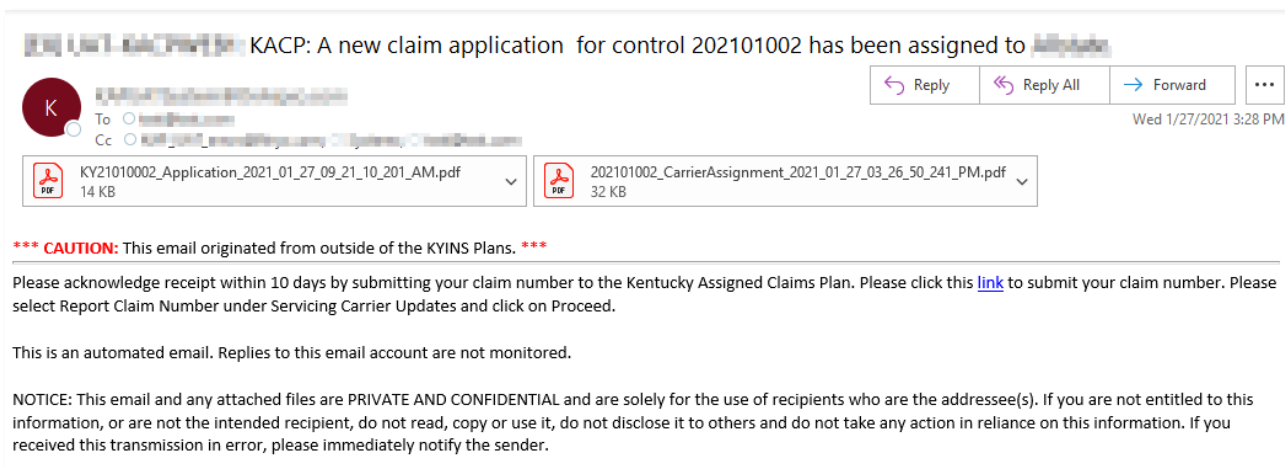 KACP: A new claim application for control 202101002 has been assigned to
K
Reply
Reply All
Forward
...
To
Cc
Wed 1/27/2021 3:28 PM
PDF
KY21010002_Application_2021_01_27_09_21_10_201_AM.pdf
14 KB
PDF
202101002_CarrierAssignment_2021_01_27_03_26_50_241_PM.pdf
32 KB
*** CAUTION: This email originated from outside of the KYINS Plans. ***
Please acknowledge receipt within 10 days by submitting your claim number to the Kentucky Assigned Claims Plan. Please click this link to submit your claim number. Please
select Report Claim Number under Servicing Carrier Updates and click on Proceed.
This is an automated email. Replies to this email account are not monitored.
NOTICE: This email and any attached files are PRIVATE AND CONFIDENTIAL and are solely for the use of recipients who are the addressee(s). If you are not entitled to this
information, or are not the intended recipient, do not read, copy or use it, do not disclose it to others and do not take any action in reliance on this information. If you
received this transmission in error, please immediately notify the sender.